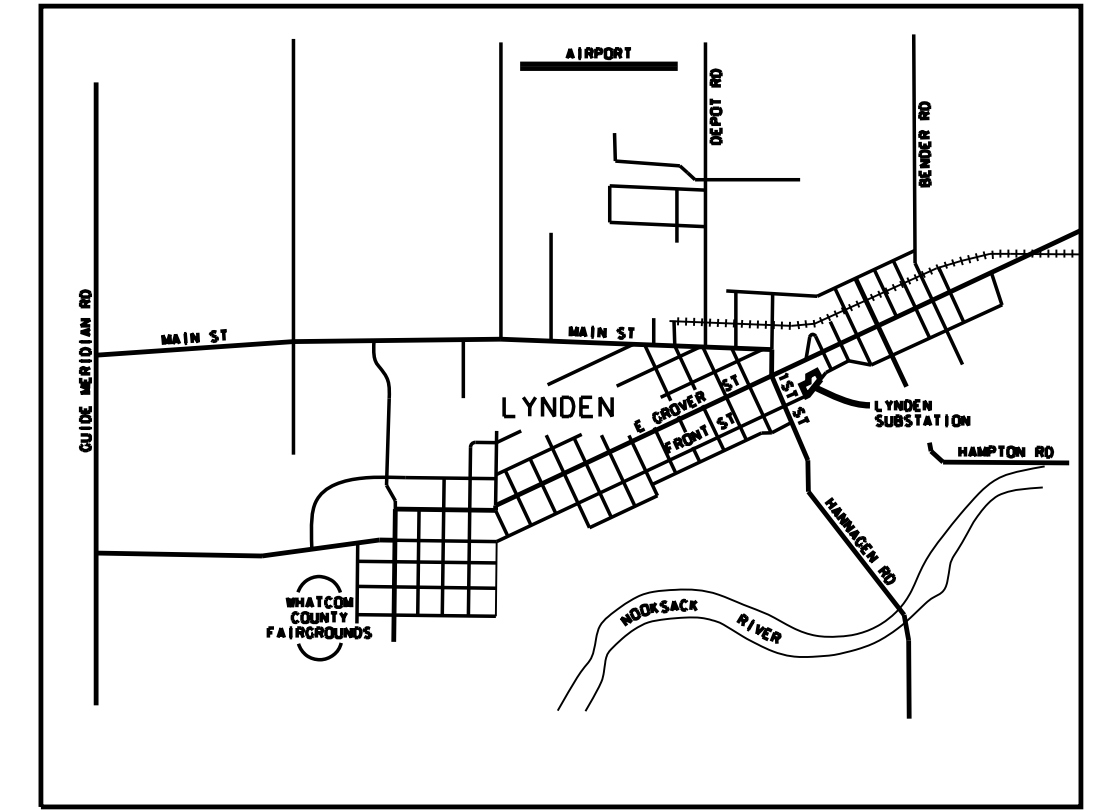 AIRPORT
DEPOT RD
BENDER RD
GUIDE MERIDIAN RD
MAIN ST
MAIN ST
LYNDEN
E GROVER ST
FRONT ST
1ST ST
LYNDEN
SUBSTATION
HAMPTON RD
HANNAGEN RD
WHATCOM
COUNTY
FAIRGROUNDS
NOOKSACK RIVER